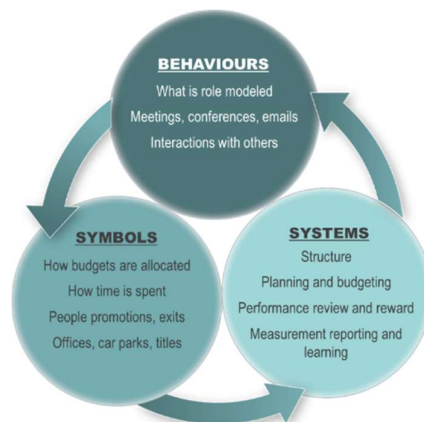 BEHAVIOURS
What is role modeled
Meetings, conferences, emails
Interactions with others
SYMBOLS
How budgets are allocated
How time is spent
People promotions, exits
Offices, car parks, titles
SYSTEMS
Structure
Planning and budgeting
Performance review and reward
Measurement reporting and
learning